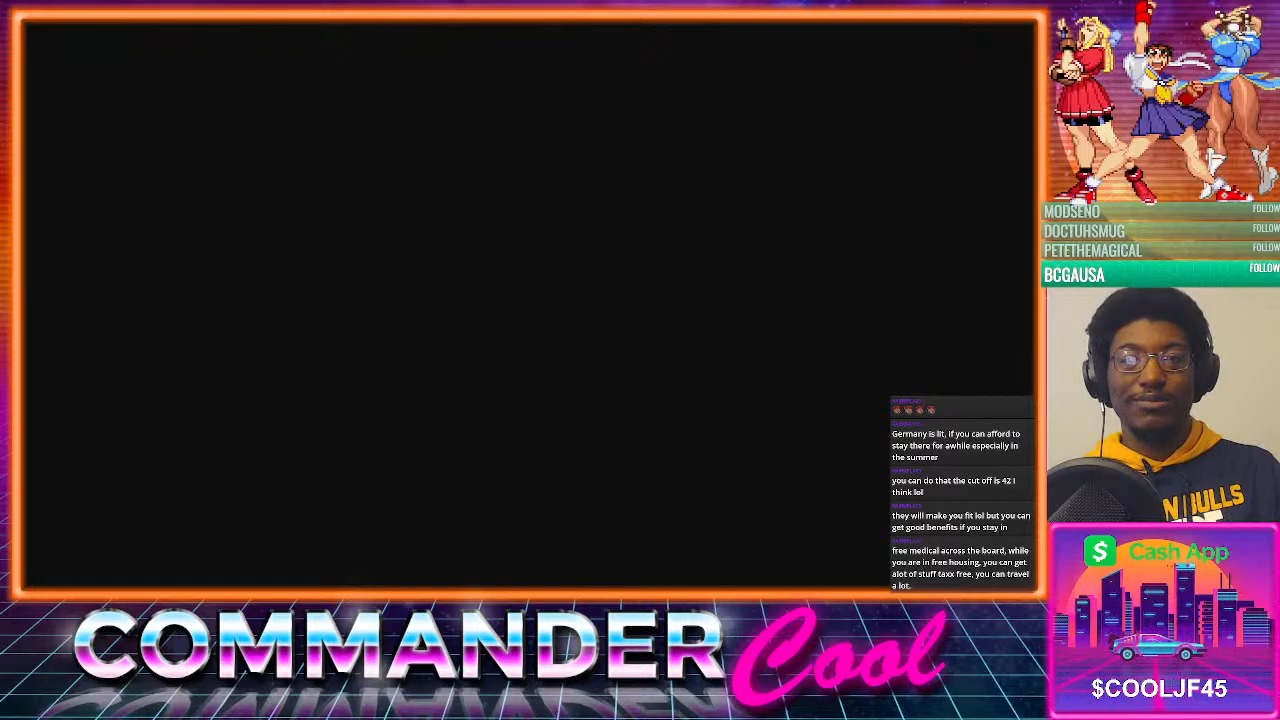 MODSENO FOLLOW
DOCTUHSMUG FOLLOW
PETETHEMAGICAL FOLLOW
BCGAUSA FOLLOW
Germany is lit, if you can afford to
stay there for awhile especially in
the summer
you can do that the cut off is 42 I
think lol
they will make you fit lol but you can
get good benefits if you stay in
free medical across the board, while
you are in free housing, you can get
alot of stuff taxx free, you can travel
a lot.
N BULLS
$ Cash App
$COOLJF45
COMMANDER Cool